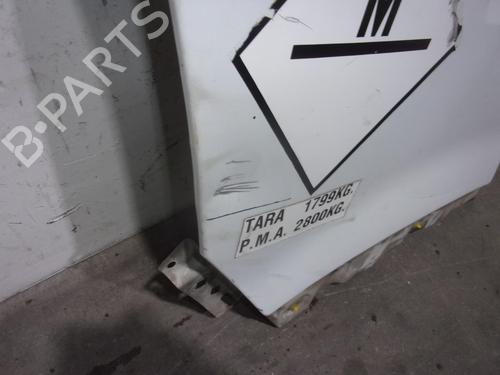 B-PARTS
M
TARA 1799KG.
P.M.A. 2800KG.